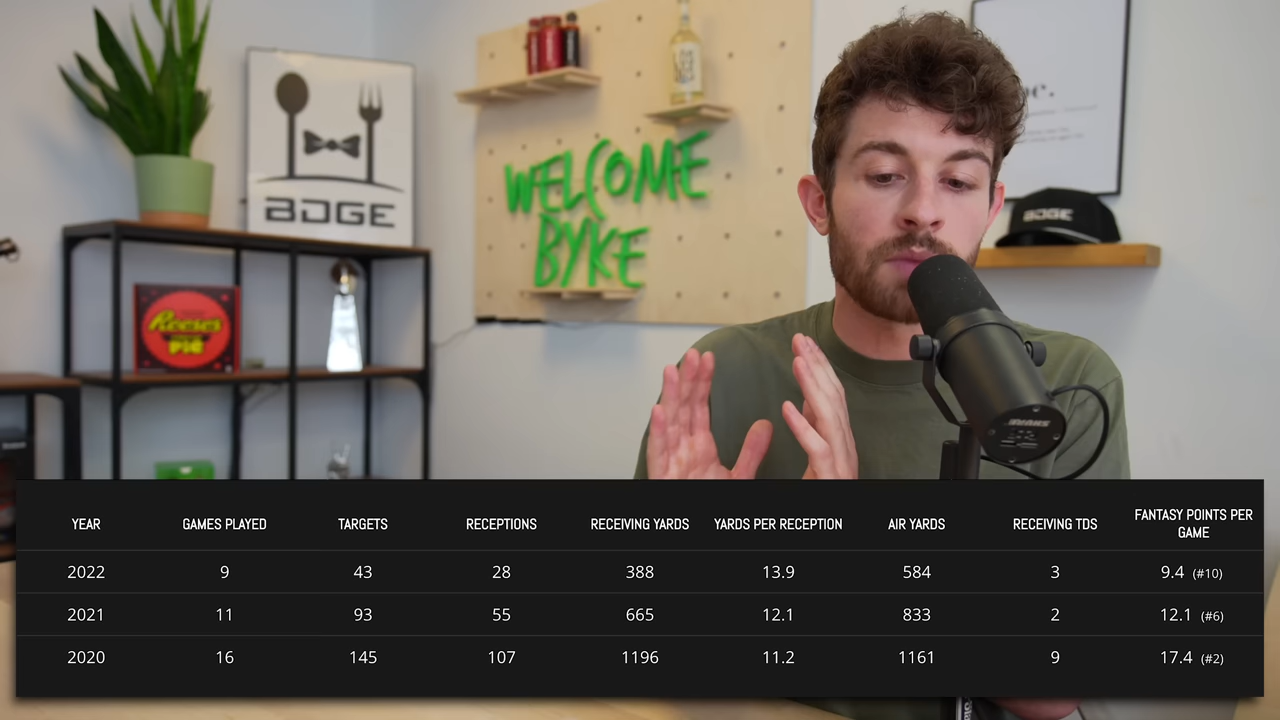 BDGE
WELCOME
BYKE
BDGE
Reese's
PIE
YEAR GAMES PLAYED TARGETS RECEPTIONS RECEIVING YARDS YARDS PER RECEPTION AIR YARDS RECEIVING TDS FANTASY POINTS PER GAME
2022 9 43 28 388 13.9 584 3 9.4 (#10)
2021 11 93 55 665 12.1 833 2 12.1 (#6)
2020 16 145 107 1196 11.2 1161 9 17.4 (#2)